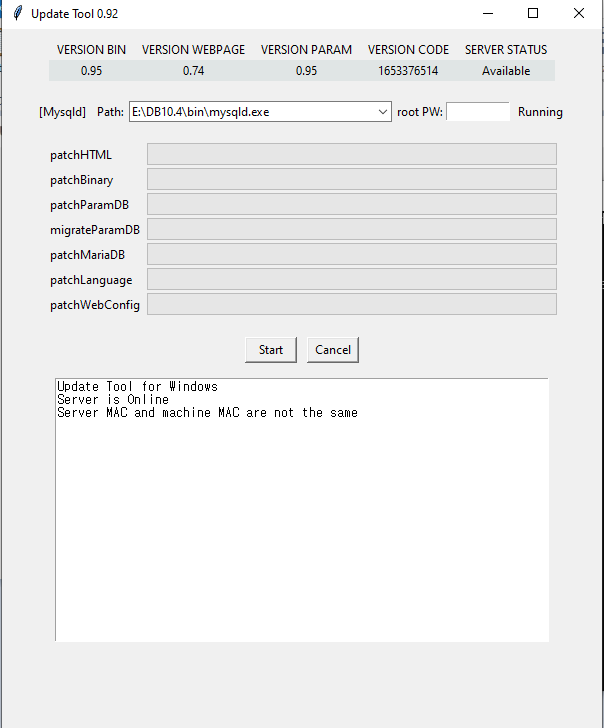 Update Tool 0.92
VERSION BIN VERSION WEBPAGE VERSION PARAM VERSION CODE SERVER STATUS
0.95 0.74 0.95 1653376514 Available
[Mysqld] Path: E:\DB10.4\bin\mysqld.exe root PW: Running
patchHTML
patchBinary
patchParamDB
migrateParamDB
patchMariaDB
patchLanguage
patchWebConfig
Start Cancel
Update Tool for Windows
Server is Online
Server MAC and machine MAC are not the same